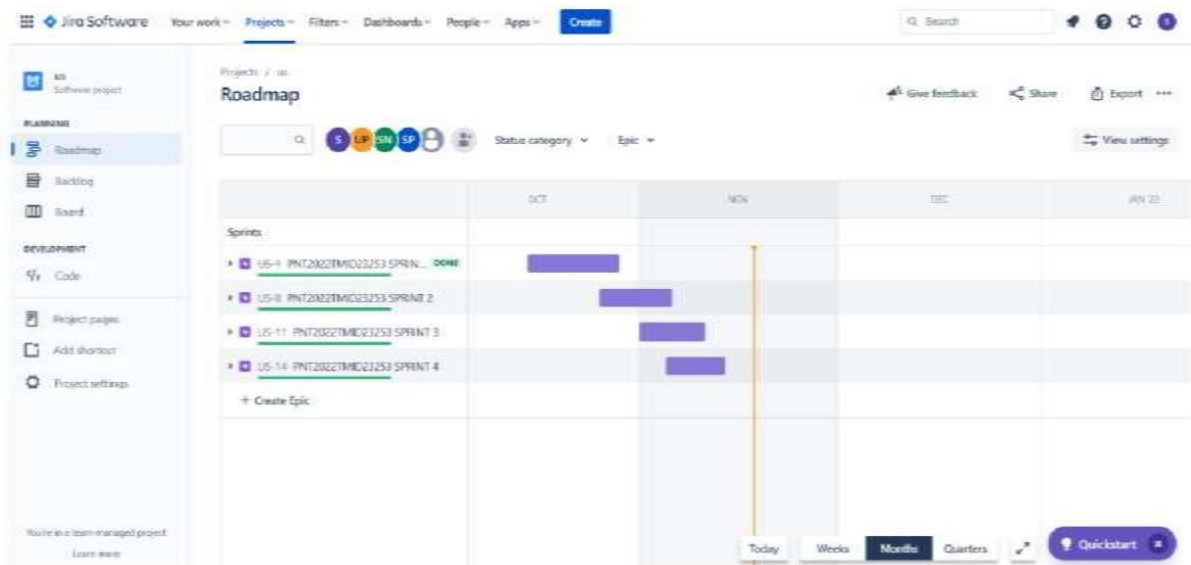 Jira Software Your work Projects Filters Dashboards People Apps Create Search S
US
Software project
Projects / us
Roadmap
Give feedback Share Export
PLANNING
Roadmap
Backlog
Board
S UP SN SP Status category Epic View settings
OCT NOV DEC JAN '23
Sprints
DEVELOPMENT
Code
US-1 PNT2022TMID23253 SPRIN... DONE
US-8 PNT2022TMID23253 SPRINT 2
US-11 PNT2022TMID23253 SPRINT 3
US-14 PNT2022TMID23253 SPRINT 4
+ Create Epic
Project pages
Add shortcut
Project settings
You're in a team-managed project
Learn more
Today Weeks Months Quarters Quickstart